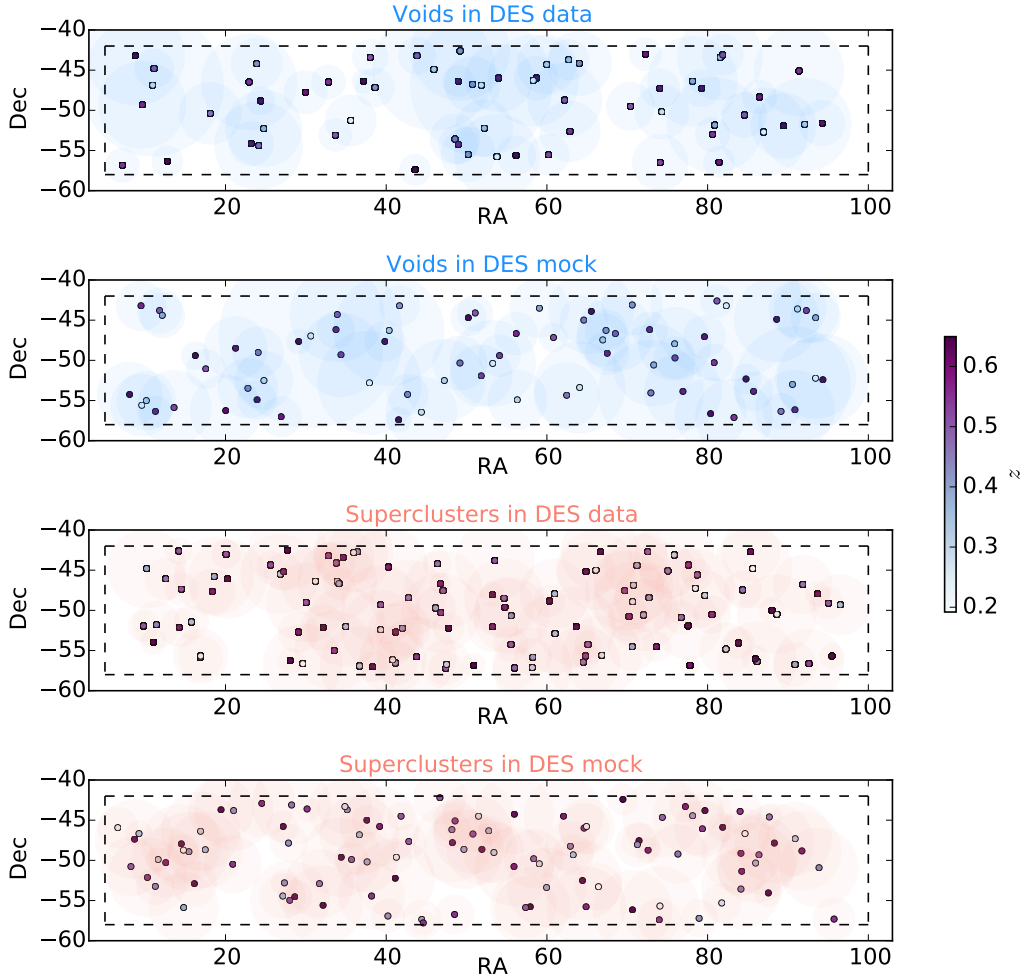 Voids in DES data
−40
−45
−50
−55
−60
Dec
20 40 60 80 100
RA
Voids in DES mock
−40
−45
−50
−55
−60
Dec
20 40 60 80 100
RA
Superclusters in DES data
−40
−45
−50
−55
−60
Dec
20 40 60 80 100
RA
Superclusters in DES mock
−40
−45
−50
−55
−60
Dec
20 40 60 80 100
RA
0.6
0.5
0.4
0.3
0.2
z